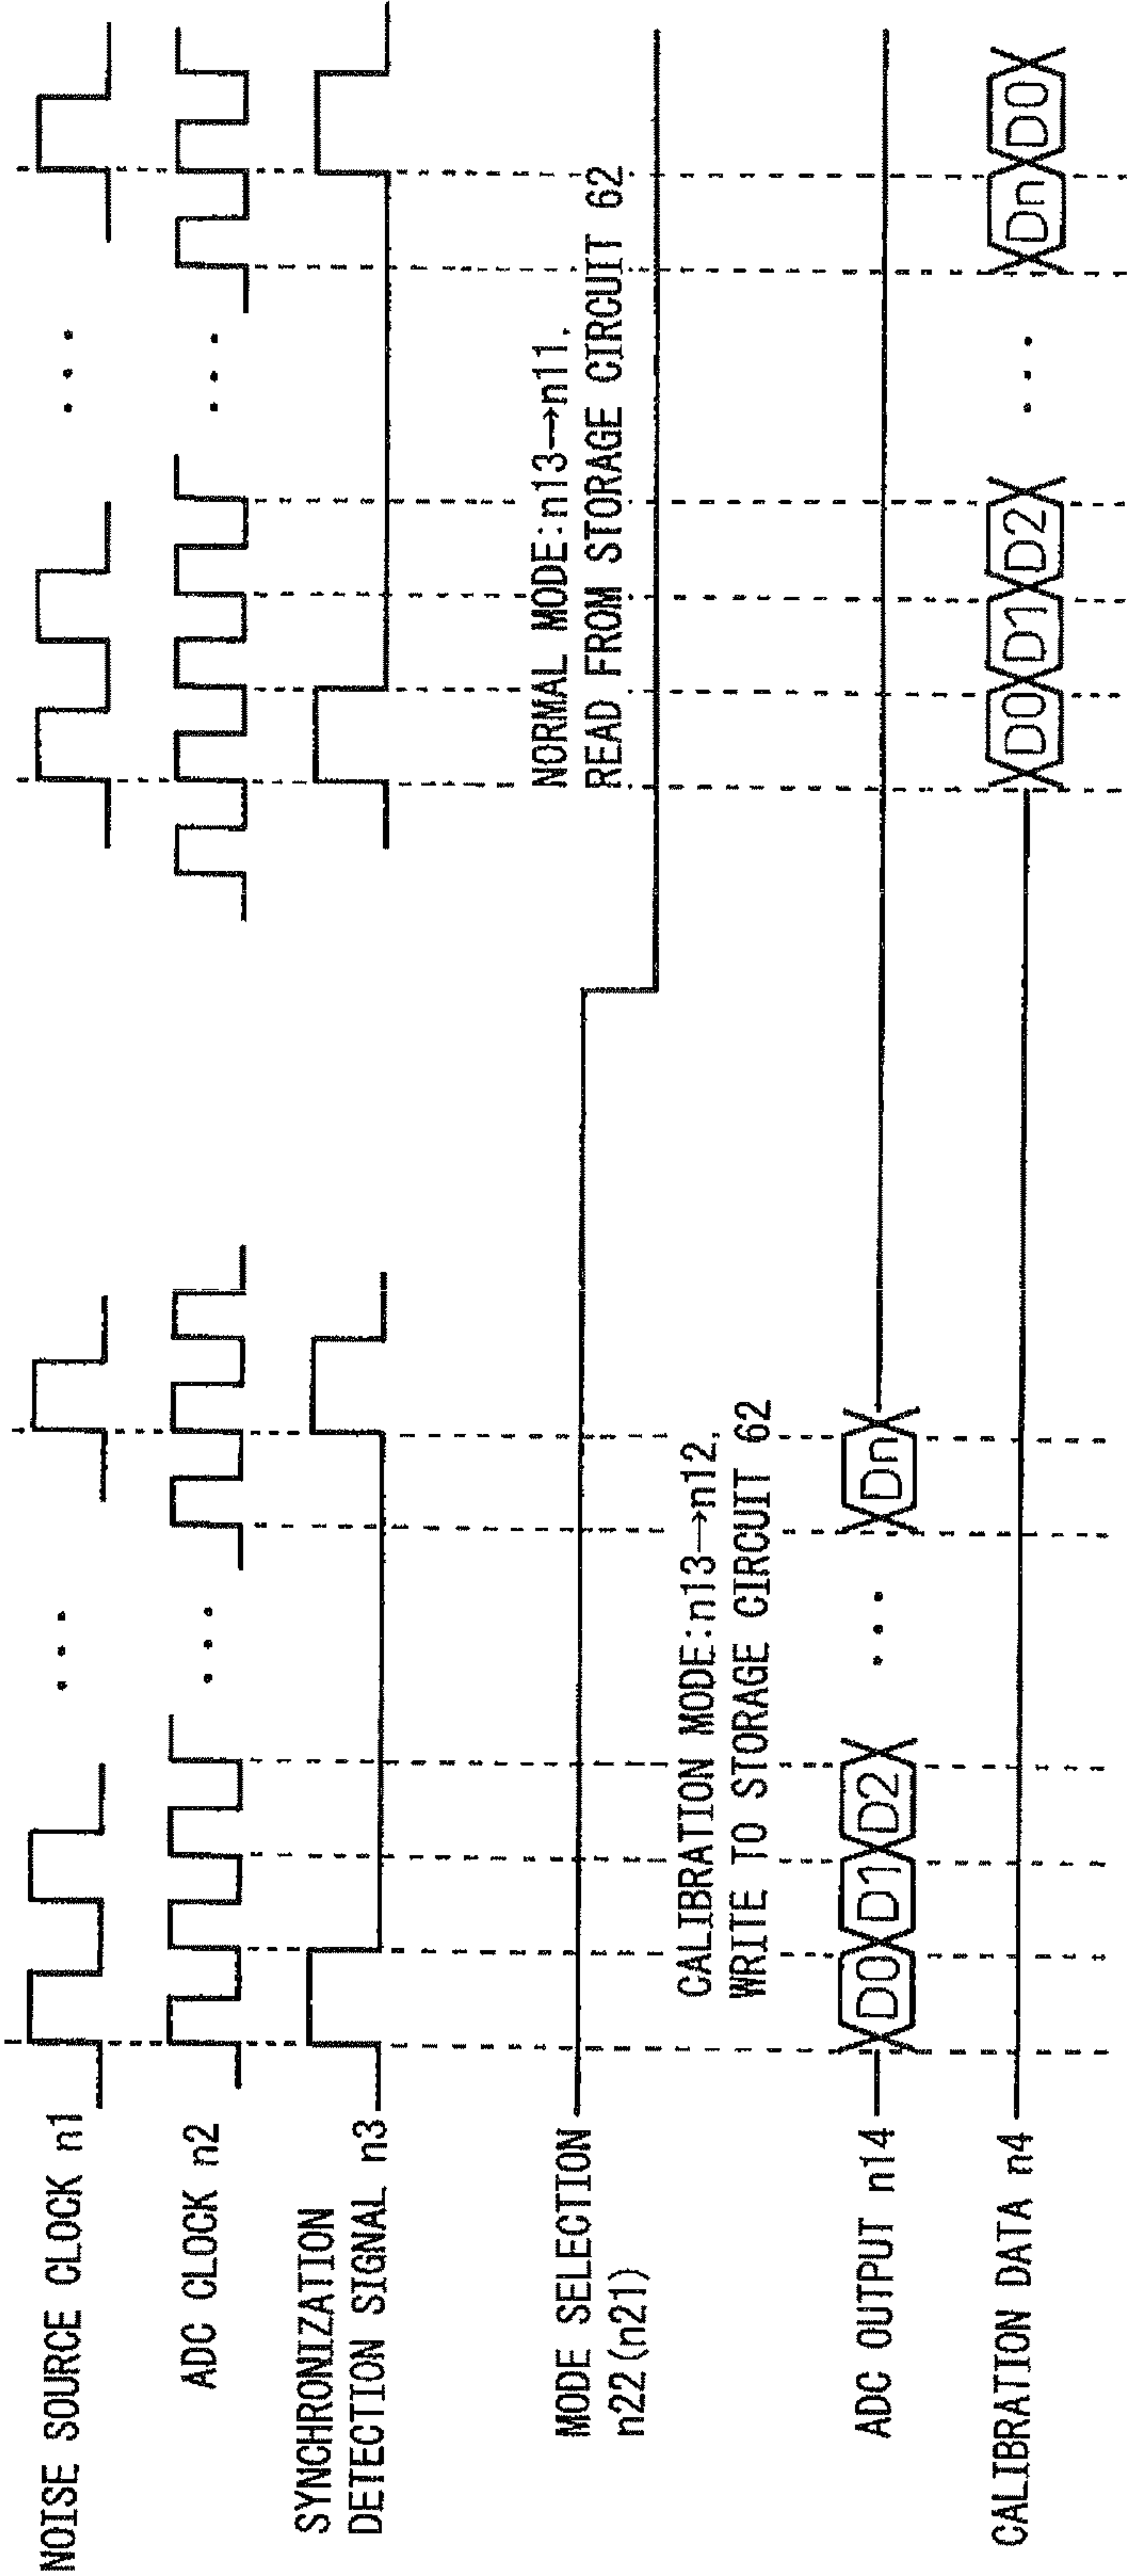 NOISE SOURCE CLOCK n1
ADC CLOCK n2
SYNCHRONIZATION
DETECTION SIGNAL n3
MODE SELECTION
n22(n21)
CALIBRATION MODE:n13→n12,
WRITE TO STORAGE CIRCUIT 62
NORMAL MODE:n13→n11,
READ FROM STORAGE CIRCUIT 62
ADC OUTPUT n14
D0 D1 D2 ... Dn
CALIBRATION DATA n4
D0 D1 D2 ... Dn D0